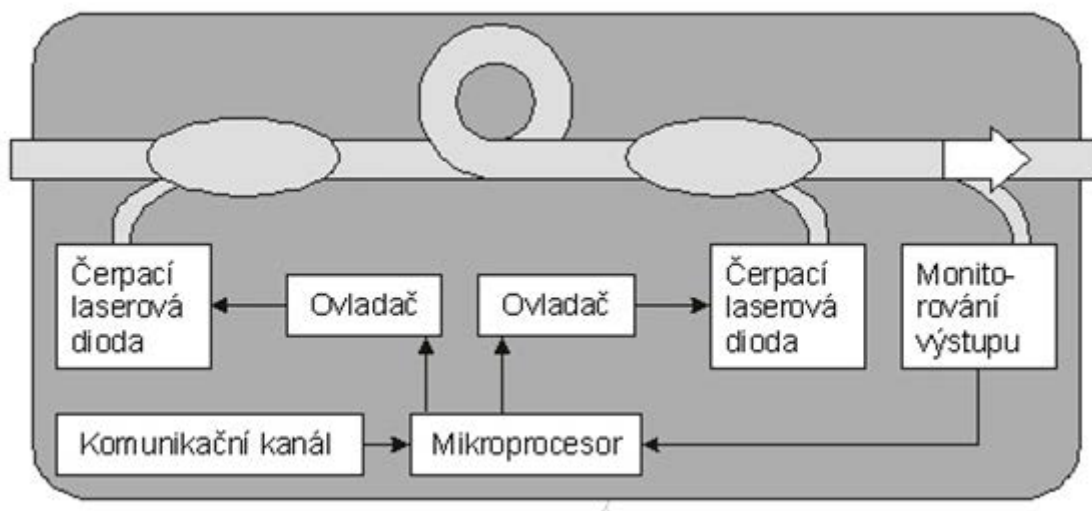 Čerpací
laserová
dioda
Ovladač
Ovladač
Čerpací
laserová
dioda
Monito-
rování
výstupu
Komunikační kanál
Mikroprocesor